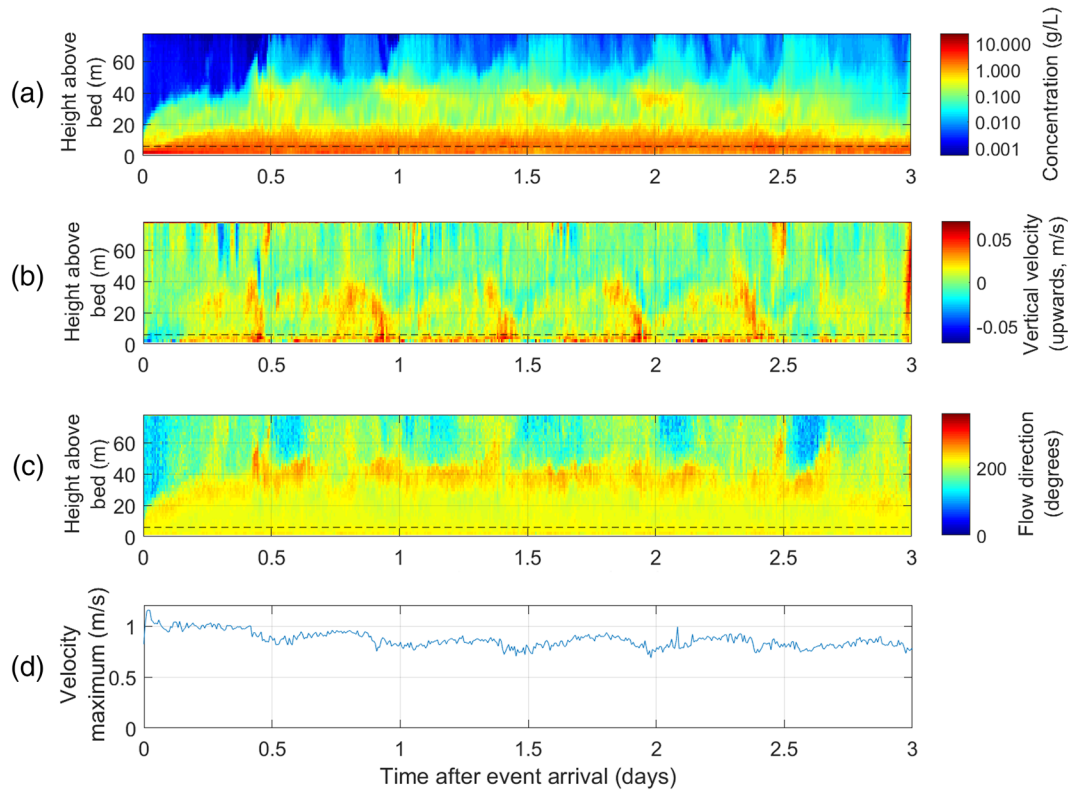 (a)
Height above
bed (m)
60
40
20
0
0 0.5 1 1.5 2 2.5 3
10.000
1.000
0.100
0.010
0.001
Concentration (g/L)
(b)
Height above
bed (m)
60
40
20
0
0 0.5 1 1.5 2 2.5 3
0.05
0
-0.05
Vertical velocity
(upwards, m/s)
(c)
Height above
bed (m)
60
40
20
0
0 0.5 1 1.5 2 2.5 3
200
0
Flow direction
(degrees)
(d)
Velocity
maximum (m/s)
1
0.5
0
0 0.5 1 1.5 2 2.5 3
Time after event arrival (days)